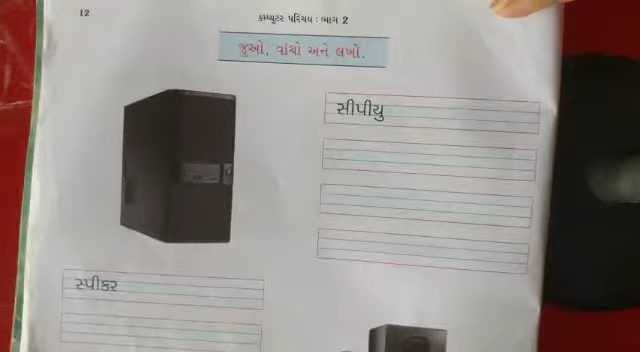 12
કમ્પ્યૂટર પરિચય : ભાગ 2
જુઓ, વાંચો અને લખો.
સીપીયુ
સ્પીકર